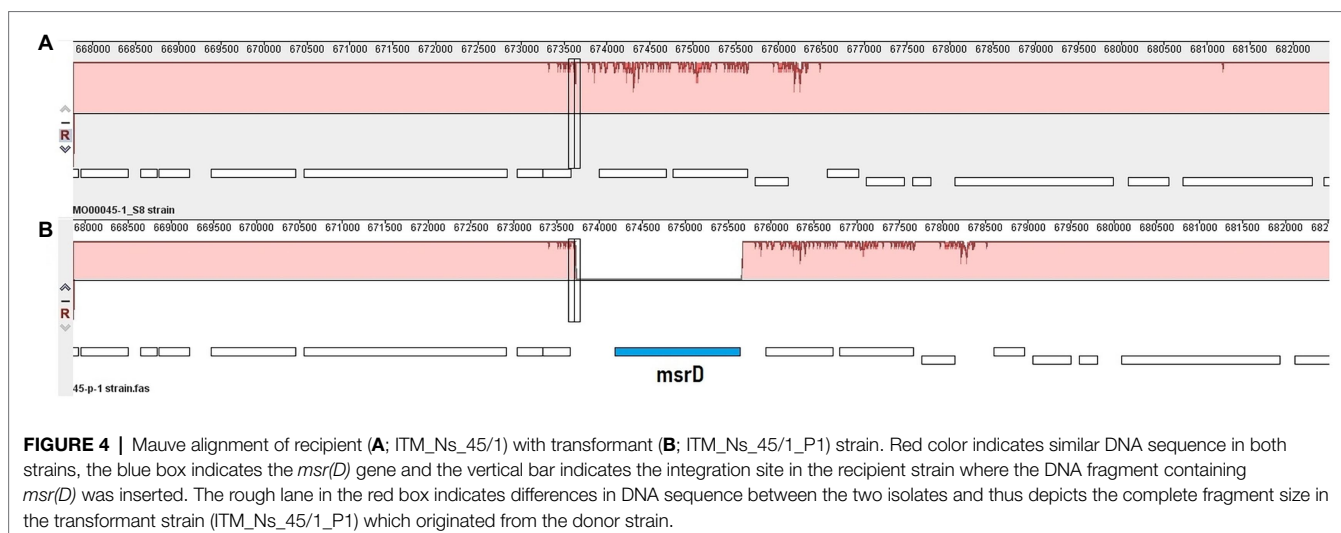 A
668000 668500 669000 669500 670000 670500 671000 671500 672000 672500 673000 673500 674000 674500 675000 675500 676000 676500 677000 677500 678000 678500 679000 679500 680000 680500 681000 681500 682000
R
MO00045-1_S8 strain
B
68000 668500 669000 669500 670000 670500 671000 671500 672000 672500 673000 673500 674000 674500 675000 675500 676000 676500 677000 677500 678000 678500 679000 679500 680000 680500 681000 681500 682000 682
R
msrD
45-p-1 strain.fas
FIGURE 4 | Mauve alignment of recipient (A; ITM_Ns_45/1) with transformant (B; ITM_Ns_45/1_P1) strain. Red color indicates similar DNA sequence in both
strains, the blue box indicates the msr(D) gene and the vertical bar indicates the integration site in the recipient strain where the DNA fragment containing
msr(D) was inserted. The rough lane in the red box indicates differences in DNA sequence between the two isolates and thus depicts the complete fragment size in
the transformant strain (ITM_Ns_45/1_P1) which originated from the donor strain.